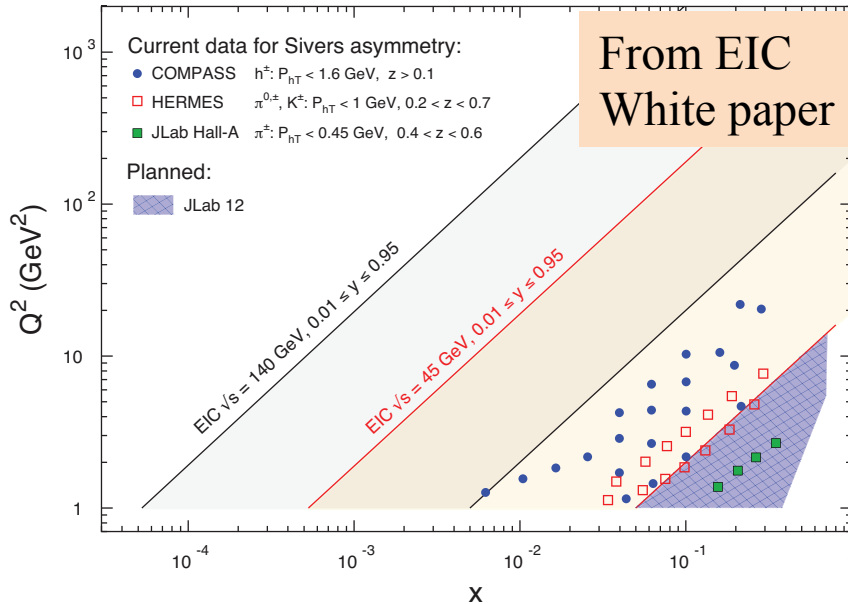 From EIC
White paper
Current data for Sivers asymmetry:
COMPASS h±: PhT < 1.6 GeV, z > 0.1
HERMES π0,±, K±: PhT < 1 GeV, 0.2 < z < 0.7
JLab Hall-A π±: PhT < 0.45 GeV, 0.4 < z < 0.6
Planned:
JLab 12
EIC √s = 140 GeV, 0.01 ≤ y ≤ 0.95
EIC √s = 45 GeV, 0.01 ≤ y ≤ 0.95
Q2 (GeV2)
103
102
10
1
10-4 10-3 10-2 10-1
x